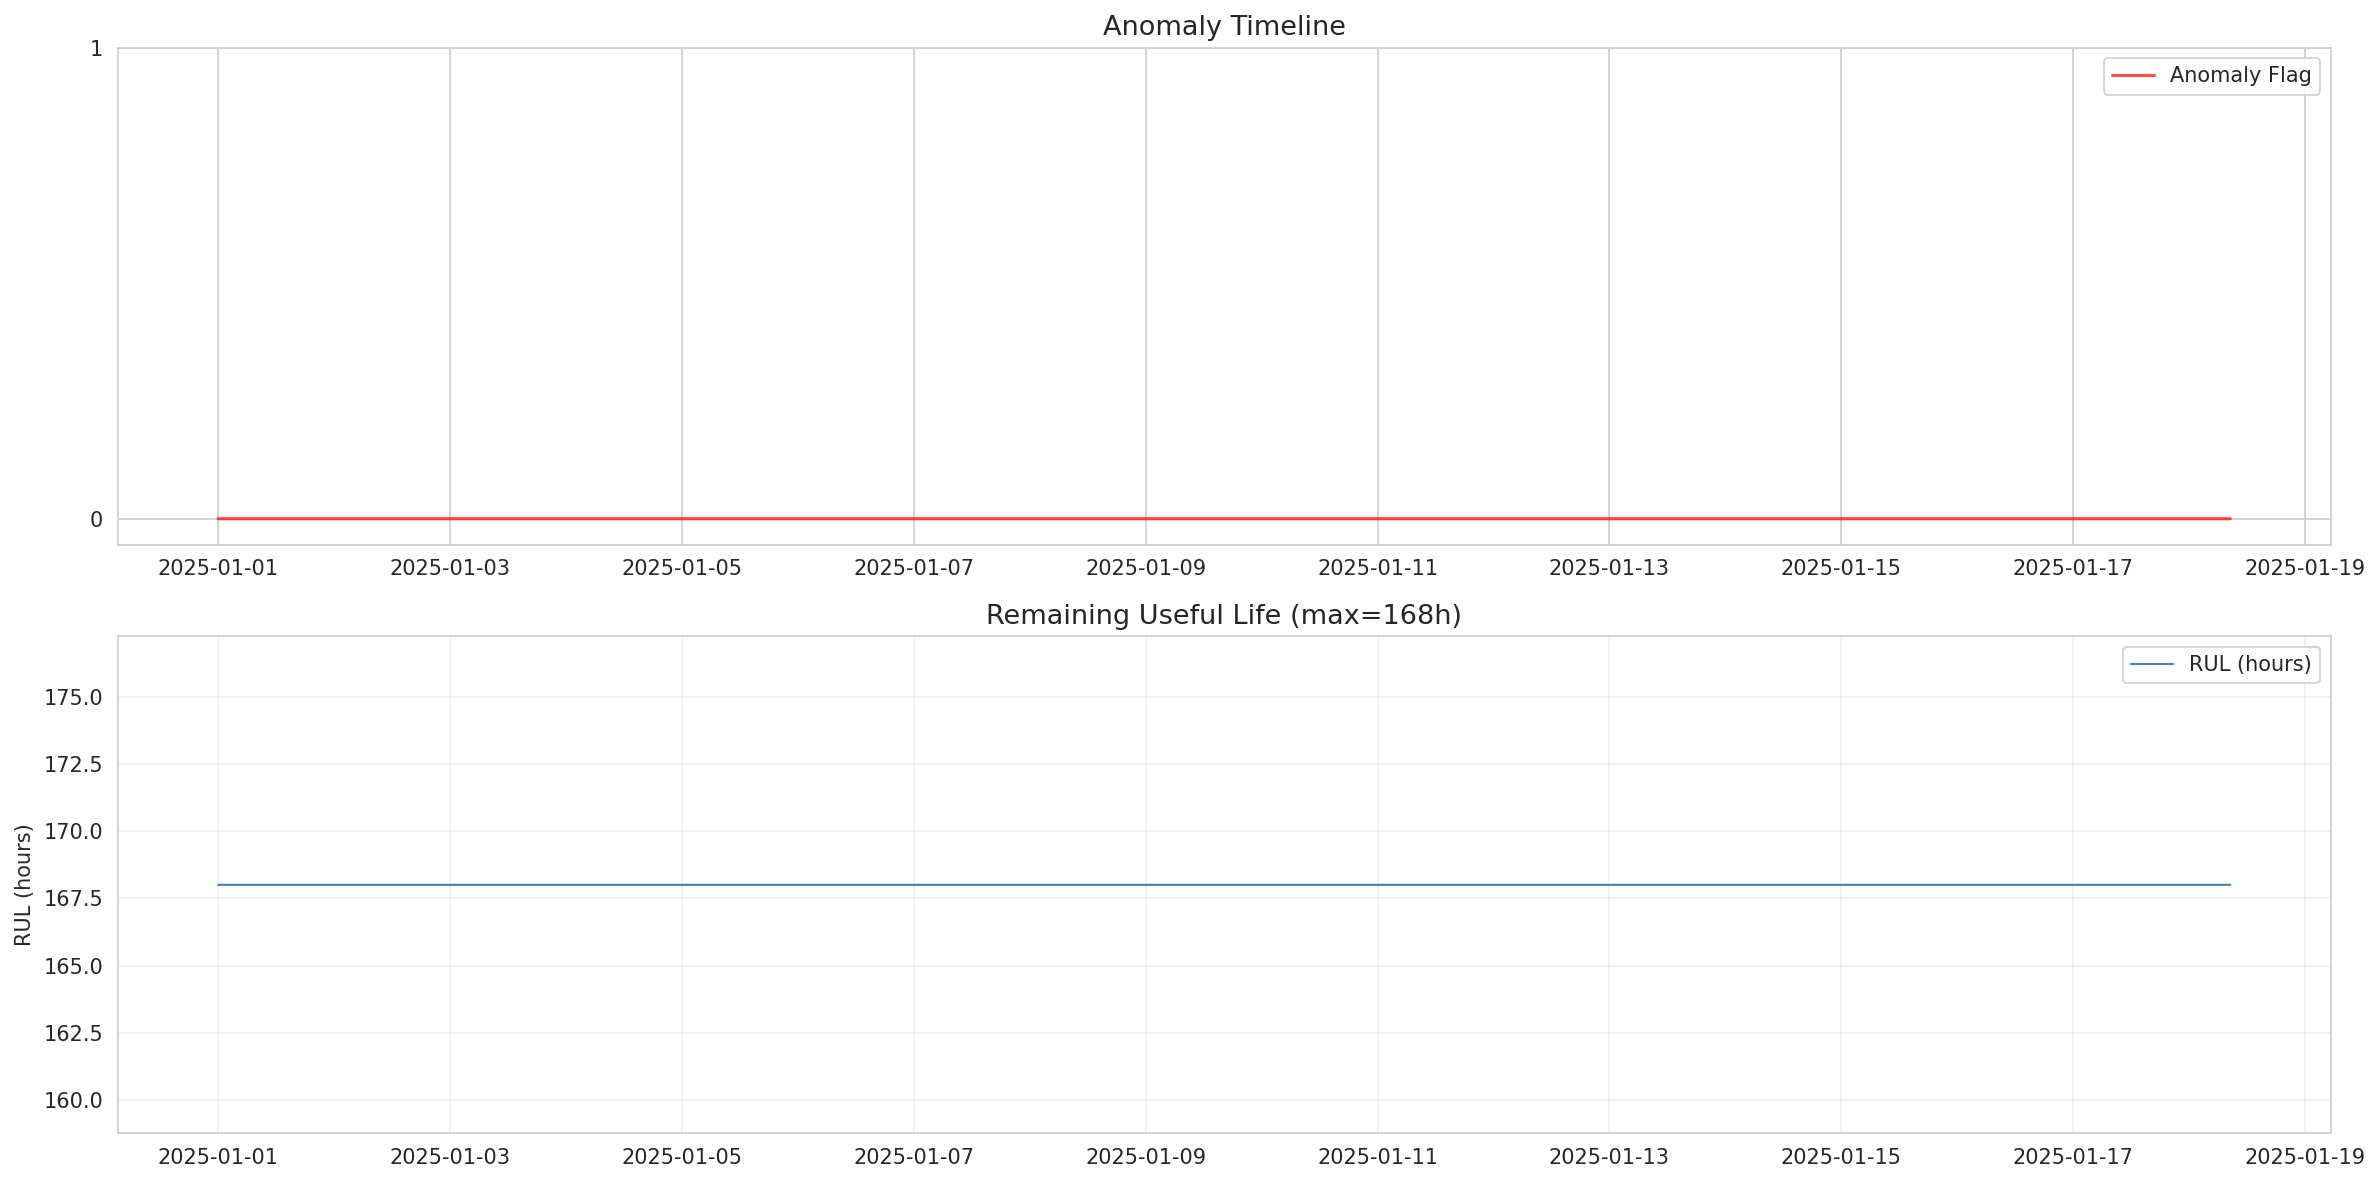 Anomaly Timeline
1
Anomaly Flag
0
2025-01-01 2025-01-03 2025-01-05 2025-01-07 2025-01-09 2025-01-11 2025-01-13 2025-01-15 2025-01-17 2025-01-19
Remaining Useful Life (max=168h)
RUL (hours)
175.0
172.5
170.0
167.5
165.0
162.5
160.0
RUL (hours)
2025-01-01 2025-01-03 2025-01-05 2025-01-07 2025-01-09 2025-01-11 2025-01-13 2025-01-15 2025-01-17 2025-01-19